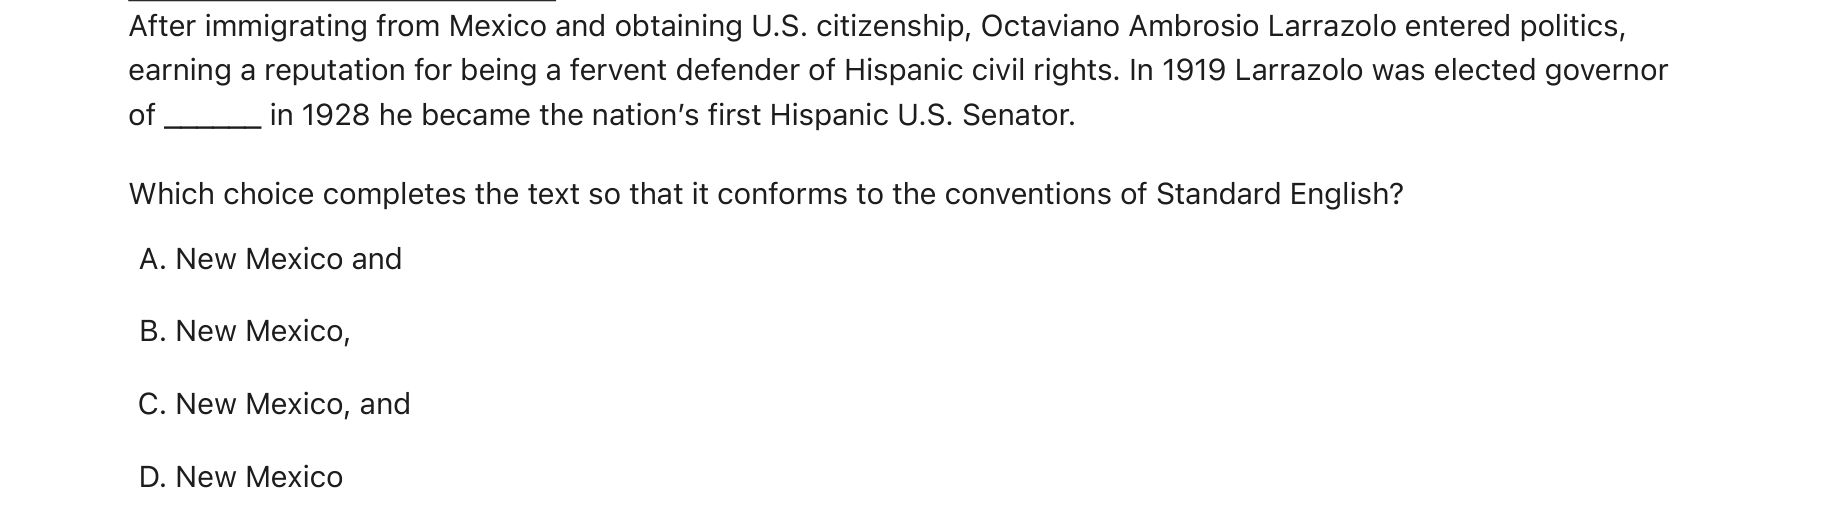 After immigrating from Mexico and obtaining U.S. citizenship, Octaviano Ambrosio Larrazolo entered politics,
earning a reputation for being a fervent defender of Hispanic civil rights. In 1919 Larrazolo was elected governor
of ______ in 1928 he became the nation’s first Hispanic U.S. Senator.
Which choice completes the text so that it conforms to the conventions of Standard English?
A. New Mexico and
B. New Mexico,
C. New Mexico, and
D. New Mexico